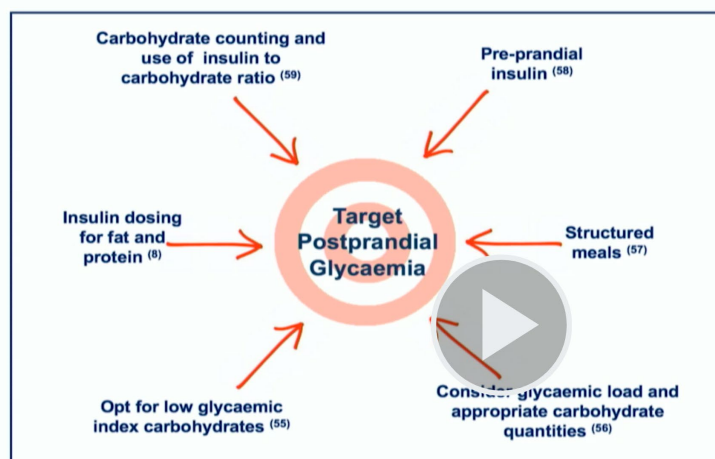 Carbohydrate counting and
use of insulin to
carbohydrate ratio (59)
Pre-prandial
insulin (58)
Insulin dosing
for fat and
protein (8)
Target
Postprandial
Glycaemia
Structured
meals (57)
Opt for low glycaemic
index carbohydrates (55)
Consider glycaemic load and
appropriate carbohydrate
quantities (56)